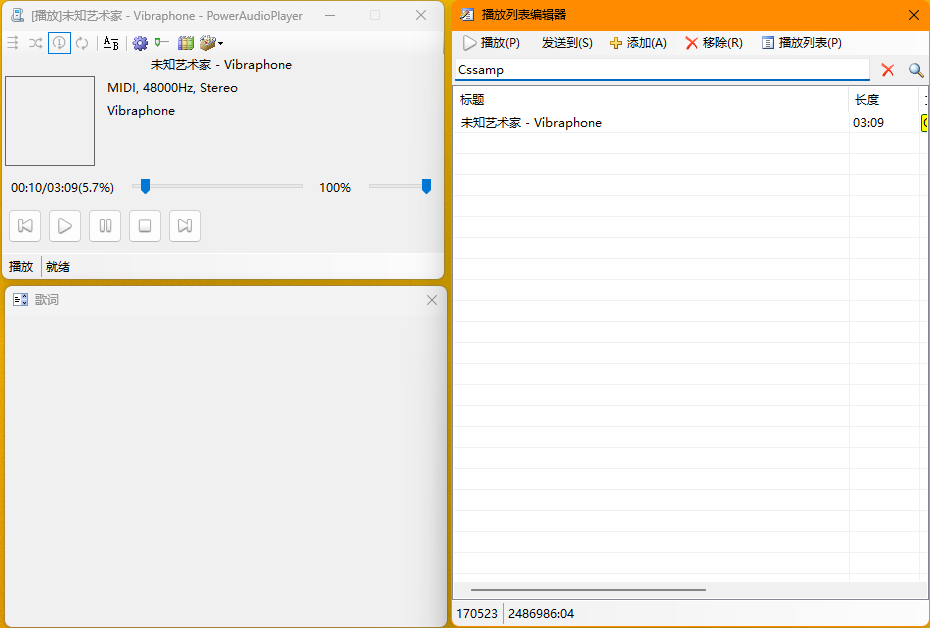 [播放]未知艺术家 - Vibraphone - PowerAudioPlayer
A-B
未知艺术家 - Vibraphone
MIDI, 48000Hz, Stereo
Vibraphone
00:10/03:09(5.7%)
100%
播放
就绪
歌词
播放列表编辑器
播放(P)
发送到(S)
添加(A)
移除(R)
播放列表(P)
Cssamp
标题
长度
未知艺术家 - Vibraphone
03:09
170523
2486986:04